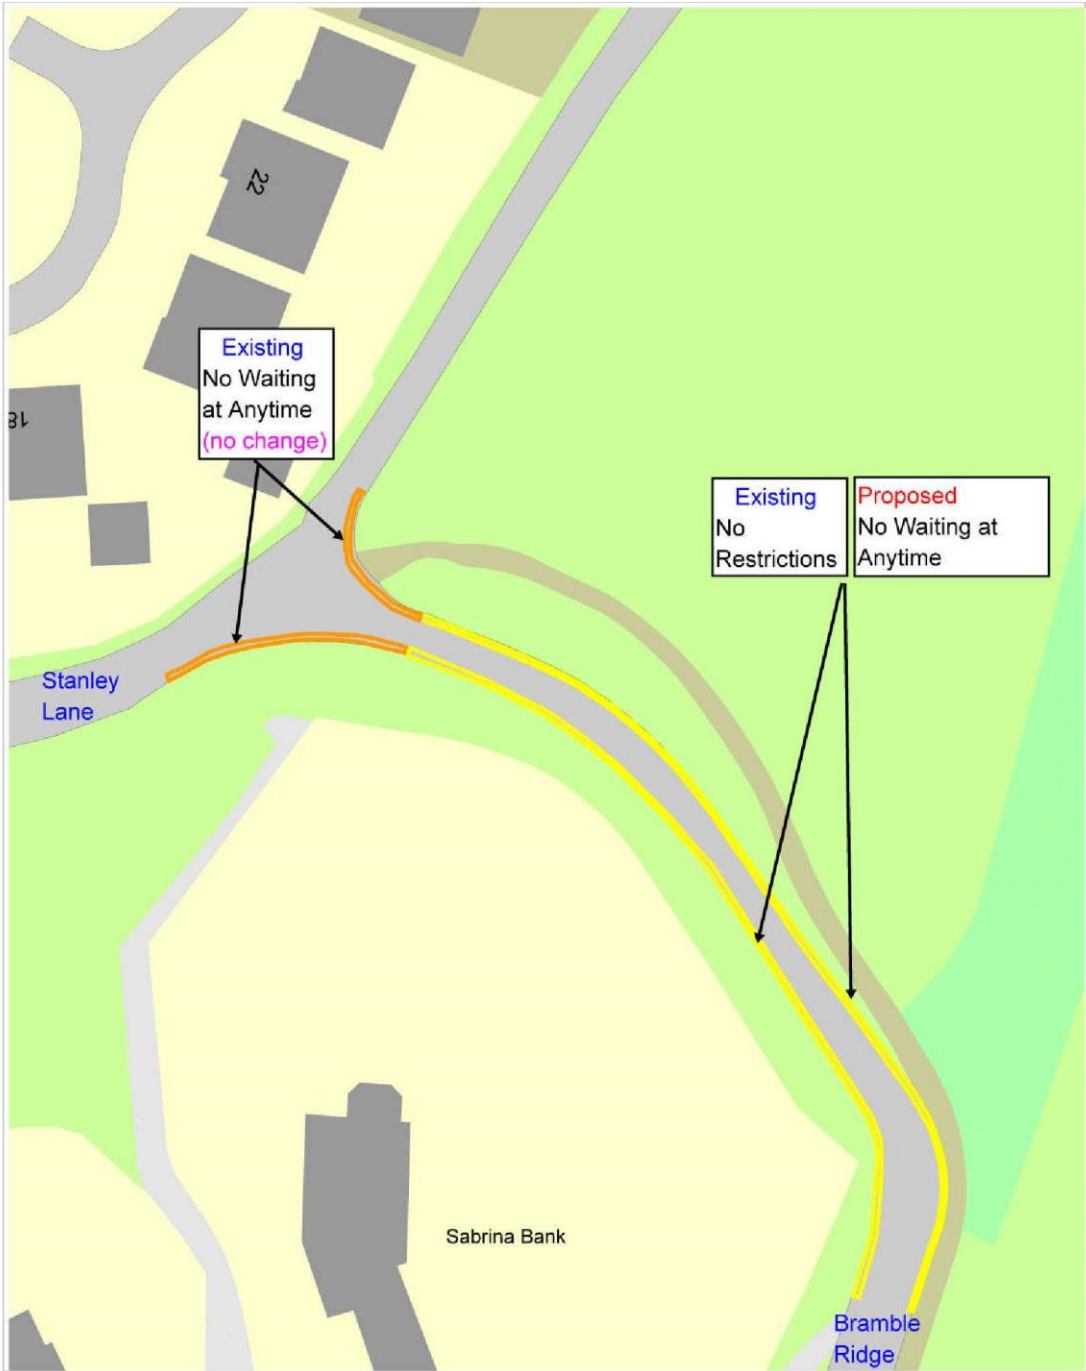 22
Existing
No Waiting
at Anytime
(no change)
18
Existing
No
Restrictions
Proposed
No Waiting at
Anytime
Stanley
Lane
Sabrina Bank
Bramble
Ridge